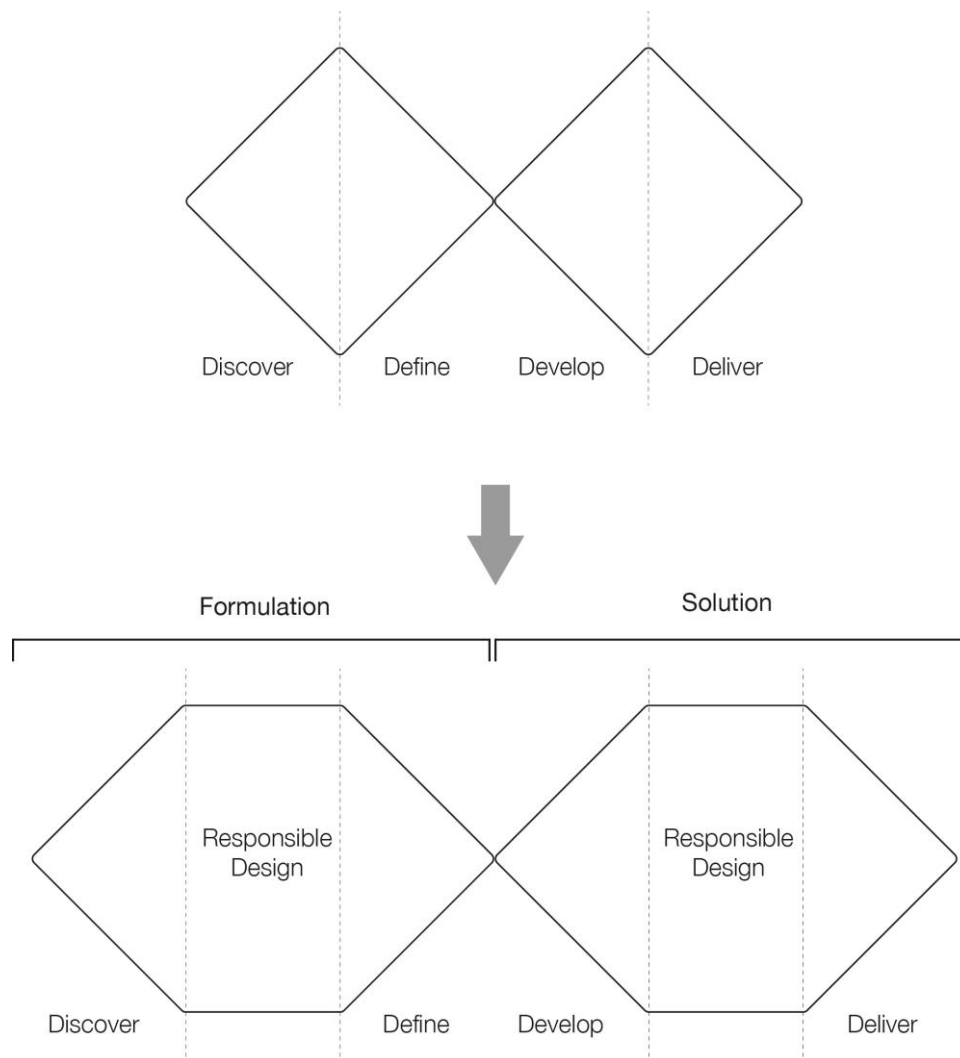 Discover
Define
Develop
Deliver
Formulation
Solution
Responsible
Design
Responsible
Design
Discover
Define
Develop
Deliver